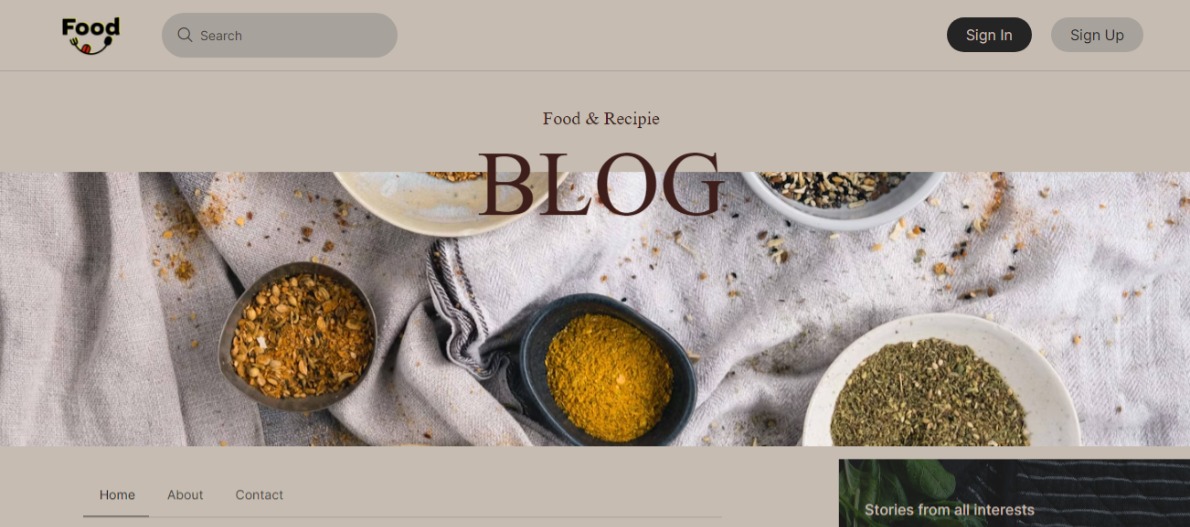 Food
Search
Sign In
Sign Up
Food & Recipie
BLOG
Home
About
Contact
Stories from all interests